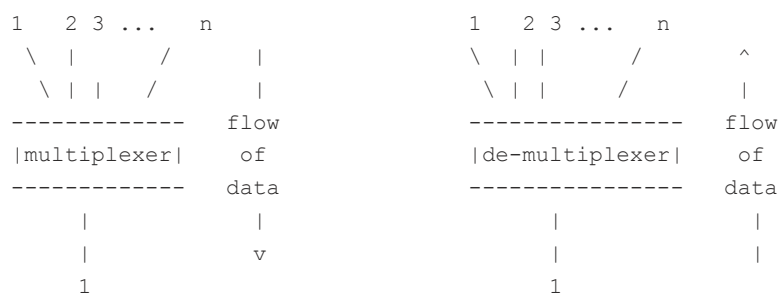 1   2 3 ...   n                1   2 3 ...   n
 \  |      /      |            \  | |      /      ^
  \ | |   /       |             \ | |     /       |
-------------   flow           ----------------   flow
|multiplexer|    of            |de-multiplexer|    of
-------------   data           ----------------   data
     |            |                  |            |
     |            v                  |            |
     1                               1